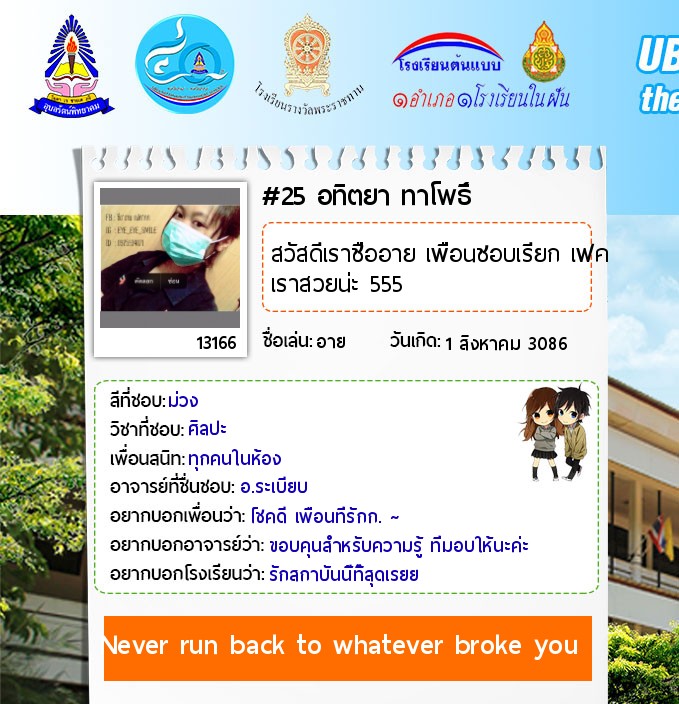 อุบลรัตน์พิทยาคม
โรงเรียนรางวัลพระราชทาน
โรงเรียนต้นแบบ
๑อำเภอ๑โรงเรียนในฝัน
UB
the
#25 อทิตยา ทาโพธิ์
สวัสดีเราชื่ออาย เพื่อนชอบเรียก เฟค
เราสวยน่ะ 555
13166
ชื่อเล่น: อาย วันเกิด: 1 สิงหาคม 3086
สีที่ชอบ: ม่วง
วิชาที่ชอบ: ศิลปะ
เพื่อนสนิท: ทุกคนในห้อง
อาจารย์ที่ชื่นชอบ: อ.ระเบียบ
อยากบอกเพื่อนว่า: โชคดี เพื่อนที่รักก. ~
อยากบอกอาจารย์ว่า: ขอบคุณสำหรับความรู้ ที่มอบให้นะค่ะ
อยากบอกโรงเรียนว่า: รักสถาบันนี้ที่สุดเรยย
Never run back to whatever broke you